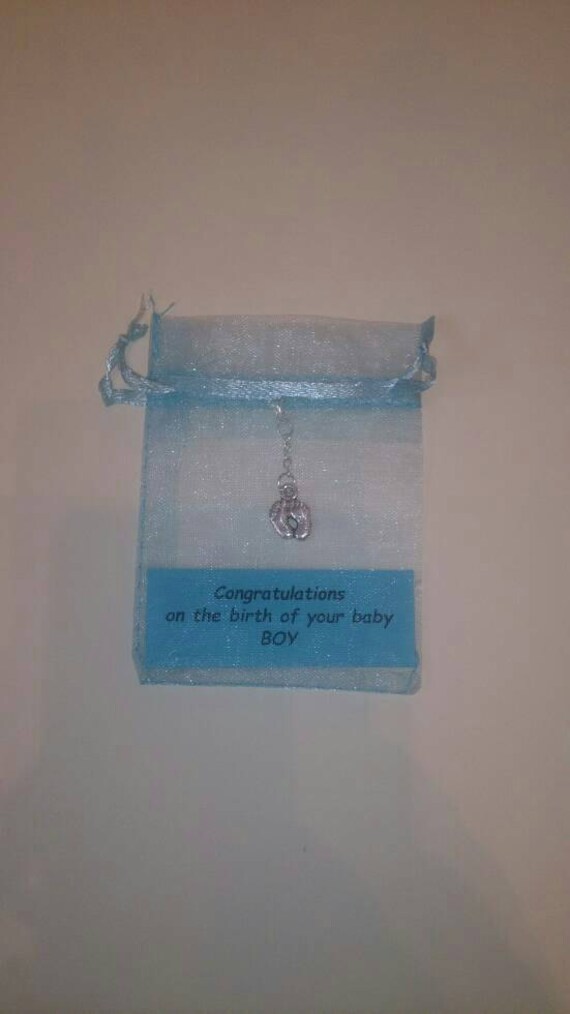 Congratulations
on the birth of your baby
BOY